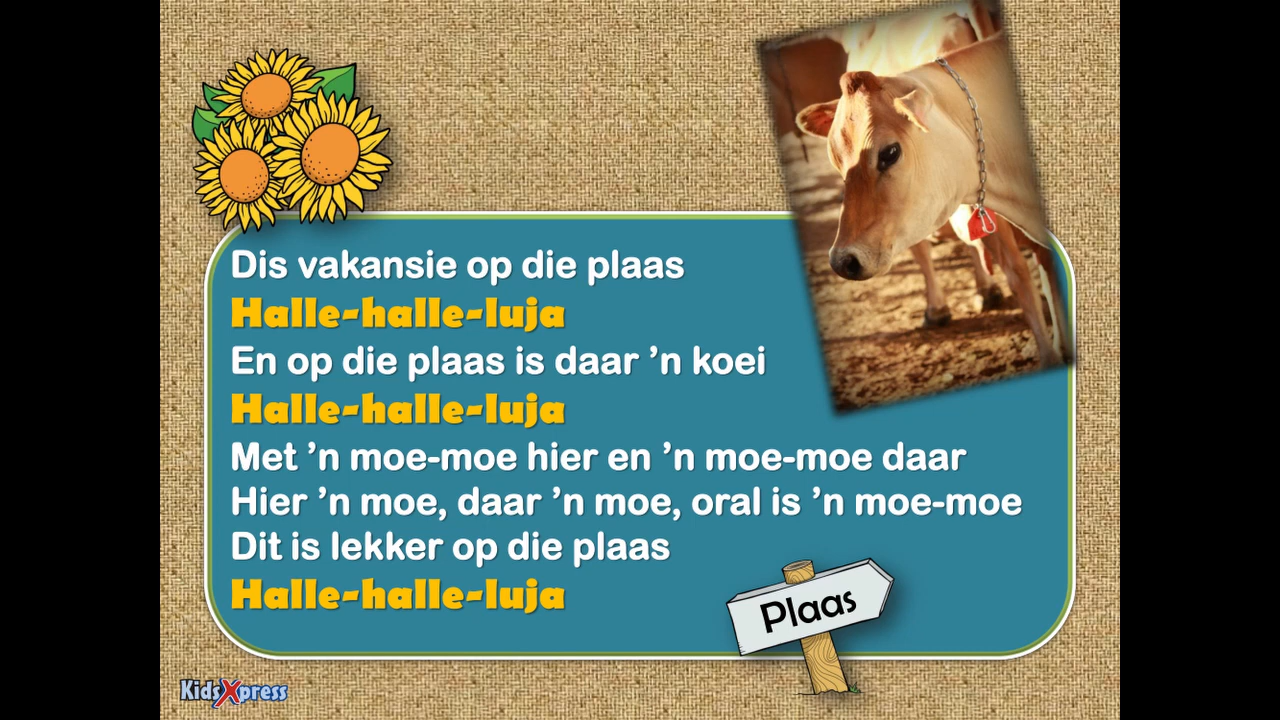 Dis vakansie op die plaas
Halle-halle-luja
En op die plaas is daar ’n koei
Halle-halle-luja
Met ’n moe-moe hier en ’n moe-moe daar
Hier ’n moe, daar ’n moe, oral is ’n moe-moe
Dit is lekker op die plaas
Halle-halle-luja
Plaas
KidsXpress